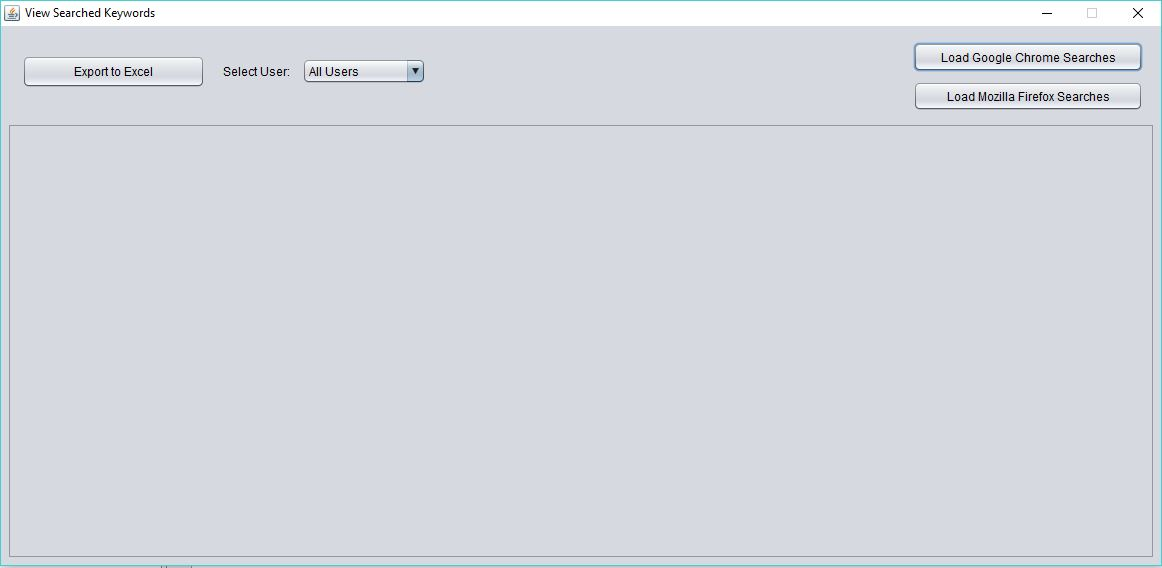 View Searched Keywords
Export to Excel
Select User:
All Users
Load Google Chrome Searches
Load Mozilla Firefox Searches